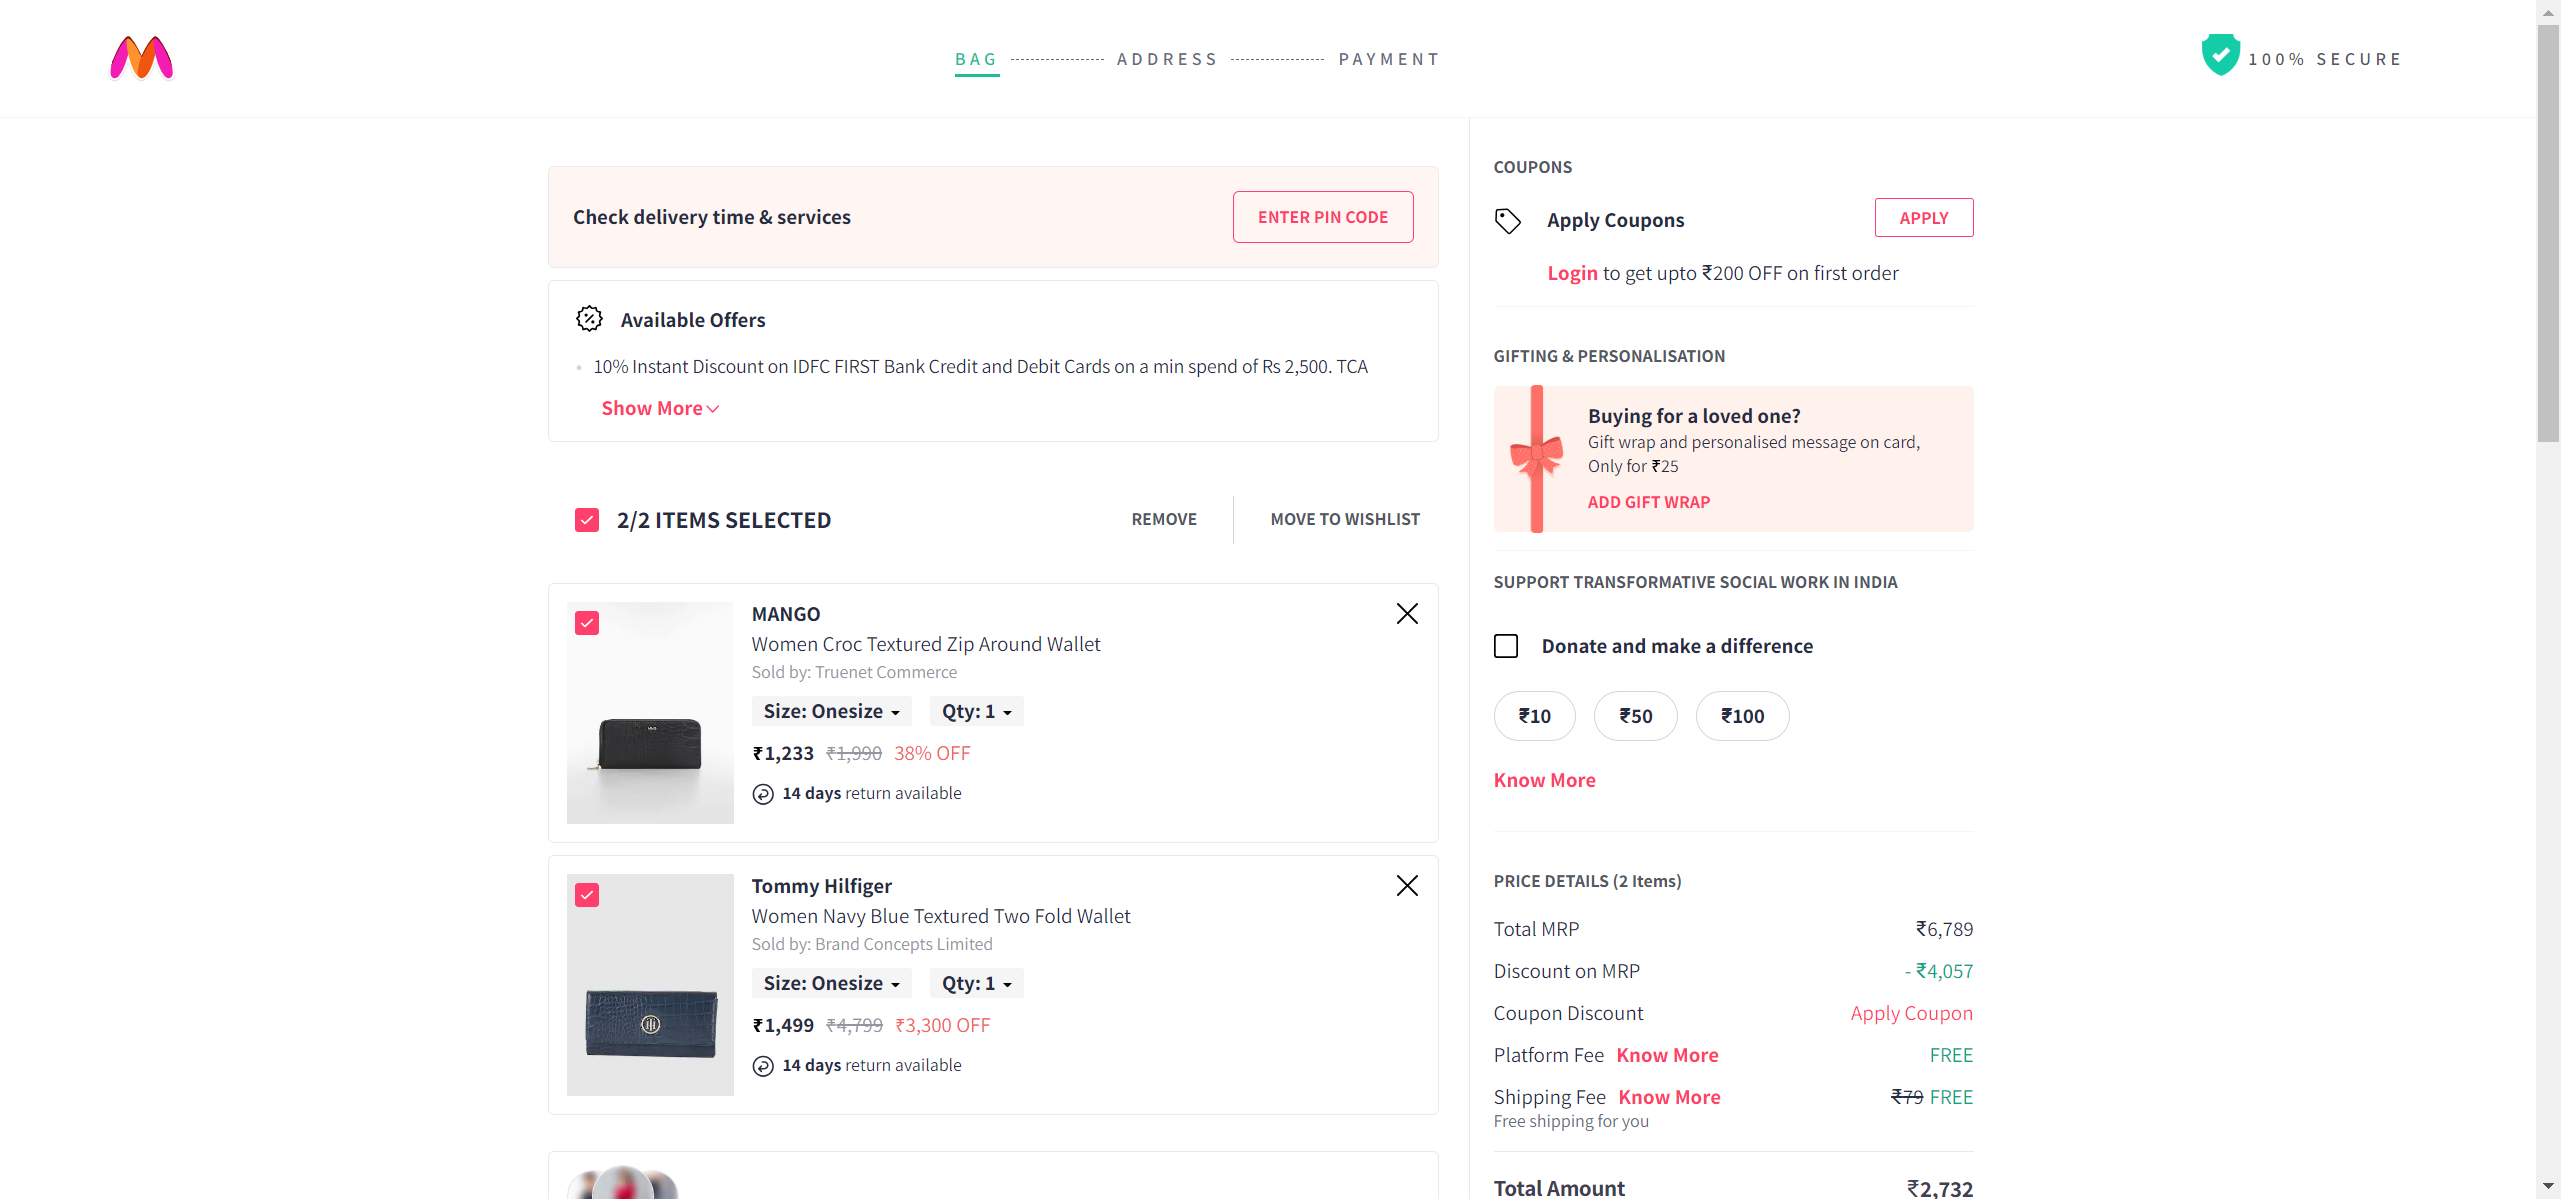 BAG ADDRESS PAYMENT
100% SECURE
Check delivery time & services
ENTER PIN CODE
Available Offers
10% Instant Discount on IDFC FIRST Bank Credit and Debit Cards on a min spend of Rs 2,500. TCA
Show More
2/2 ITEMS SELECTED
REMOVE
MOVE TO WISHLIST
MANGO
Women Croc Textured Zip Around Wallet
Sold by: Truenet Commerce
Size: Onesize Qty: 1
₹1,233 ₹1,990 38% OFF
14 days return available
Tommy Hilfiger
Women Navy Blue Textured Two Fold Wallet
Sold by: Brand Concepts Limited
Size: Onesize Qty: 1
₹1,499 ₹4,799 ₹3,300 OFF
14 days return available
COUPONS
Apply Coupons
APPLY
Login to get upto ₹200 OFF on first order
GIFTING & PERSONALISATION
Buying for a loved one?
Gift wrap and personalised message on card,
Only for ₹25
ADD GIFT WRAP
SUPPORT TRANSFORMATIVE SOCIAL WORK IN INDIA
Donate and make a difference
₹10 ₹50 ₹100
Know More
PRICE DETAILS (2 Items)
Total MRP ₹6,789
Discount on MRP - ₹4,057
Coupon Discount Apply Coupon
Platform Fee Know More FREE
Shipping Fee Know More ₹79 FREE
Free shipping for you
Total Amount ₹2,732